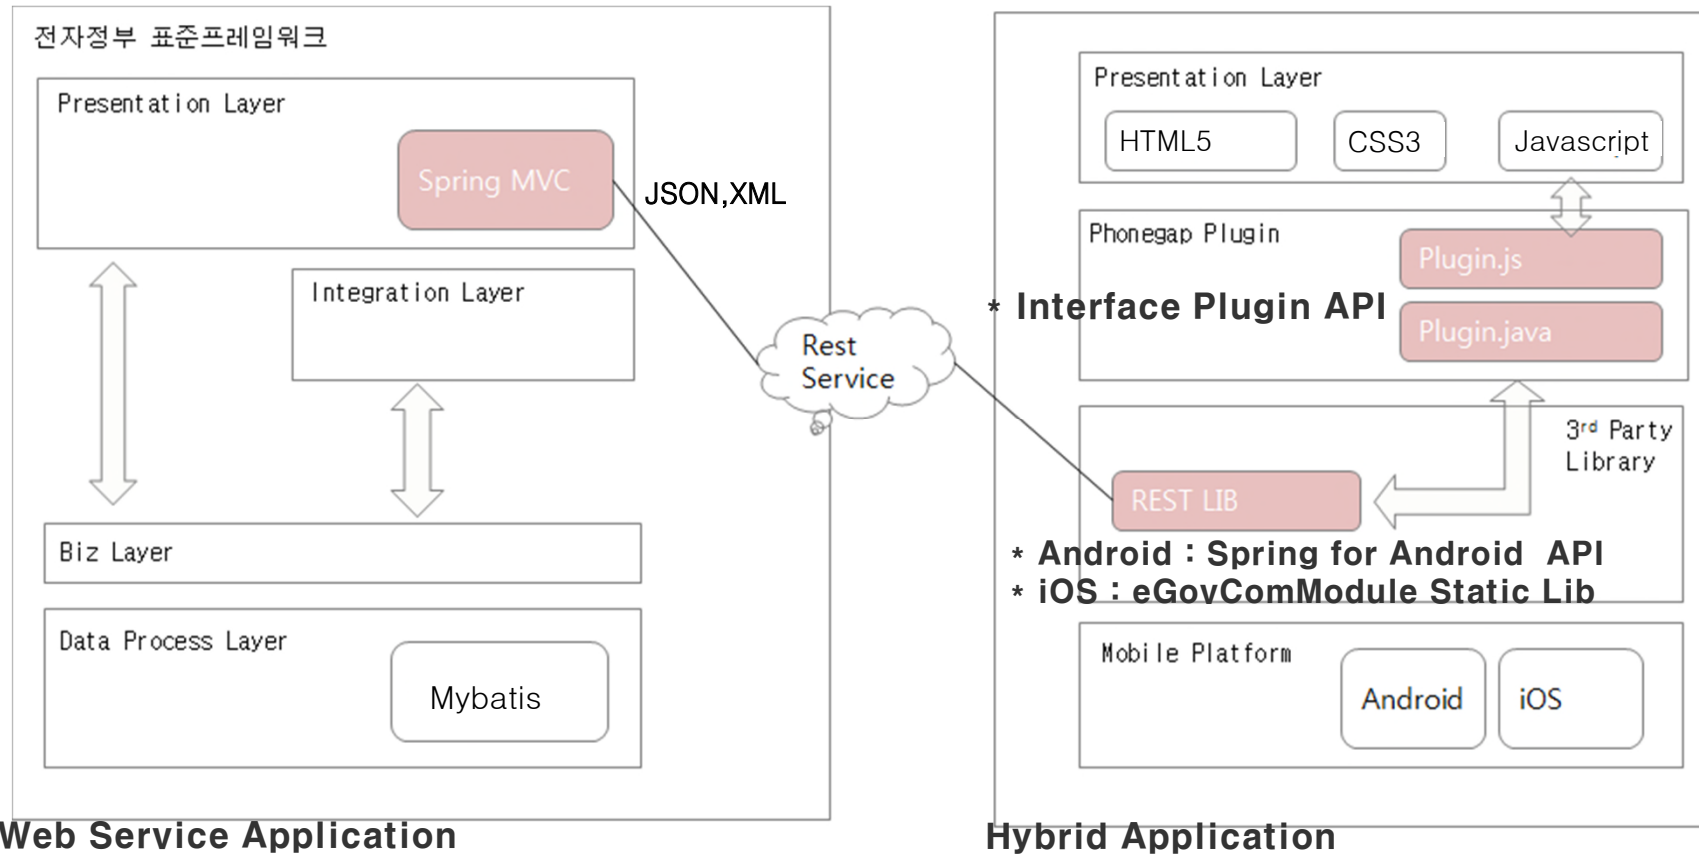 전자정부 표준프레임워크
Presentation Layer
Spring MVC
JSON,XML
Integration Layer
Biz Layer
Data Process Layer
Mybatis
Web Service Application
Rest
Service
Presentation Layer
HTML5
CSS3
Javascript
Phonegap Plugin
Plugin.js
* Interface Plugin API
Plugin.java
3rd Party
Library
REST LIB
* Android : Spring for Android API
* iOS : eGovComModule Static Lib
Mobile Platform
Android
iOS
Hybrid Application